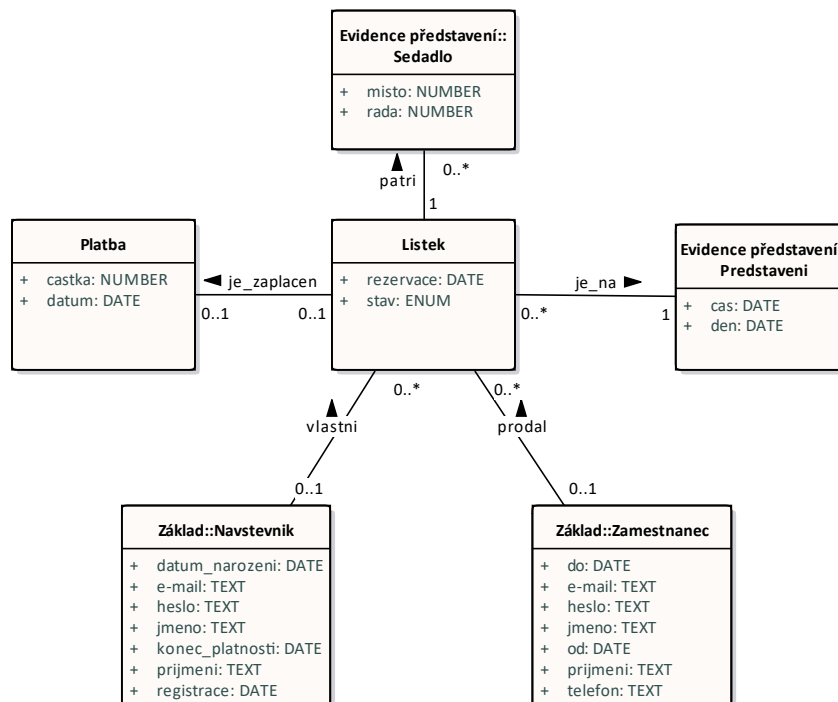 Evidence představení::
Sedadlo
+ misto: NUMBER
+ rada: NUMBER
patri
0..*
1
Platba
+ castka: NUMBER
+ datum: DATE
je_zaplacen
0..1
0..1
Listek
+ rezervace: DATE
+ stav: ENUM
je_na
0..*
1
Evidence představení
Predstaveni
+ cas: DATE
+ den: DATE
0..*
0..*
vlastni
prodal
0..1
0..1
Základ::Navstevnik
+ datum_narozeni: DATE
+ e-mail: TEXT
+ heslo: TEXT
+ jmeno: TEXT
+ konec_platnosti: DATE
+ prijmeni: TEXT
+ registrace: DATE
Základ::Zamestnanec
+ do: DATE
+ e-mail: TEXT
+ heslo: TEXT
+ jmeno: TEXT
+ od: DATE
+ prijmeni: TEXT
+ telefon: TEXT